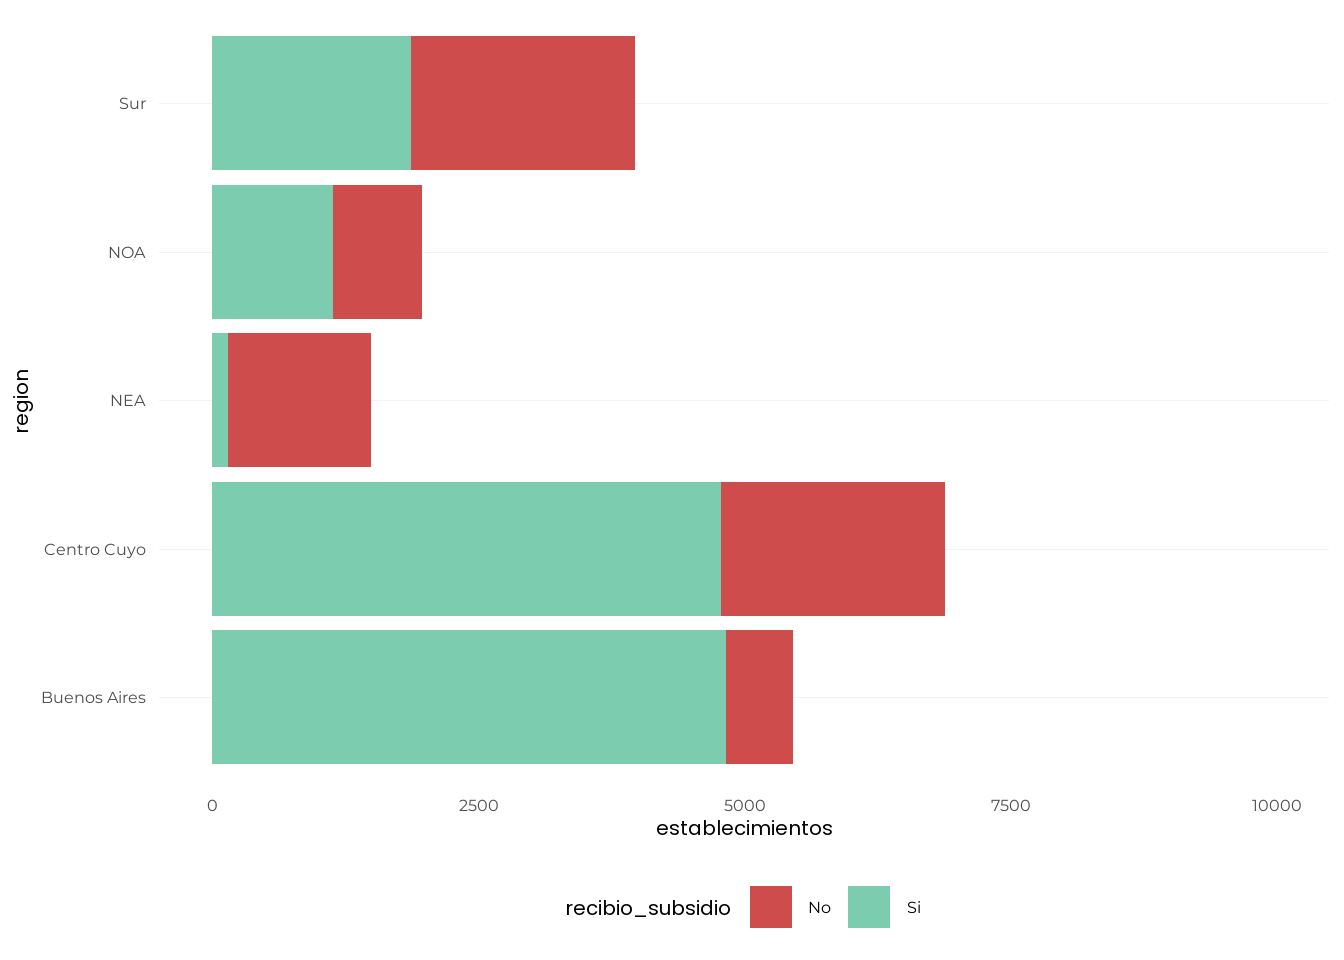 Sur
NOA
NEA
Centro Cuyo
Buenos Aires
region
0 2500 5000 7500 10000
establecimientos
recibio_subsidio No Si